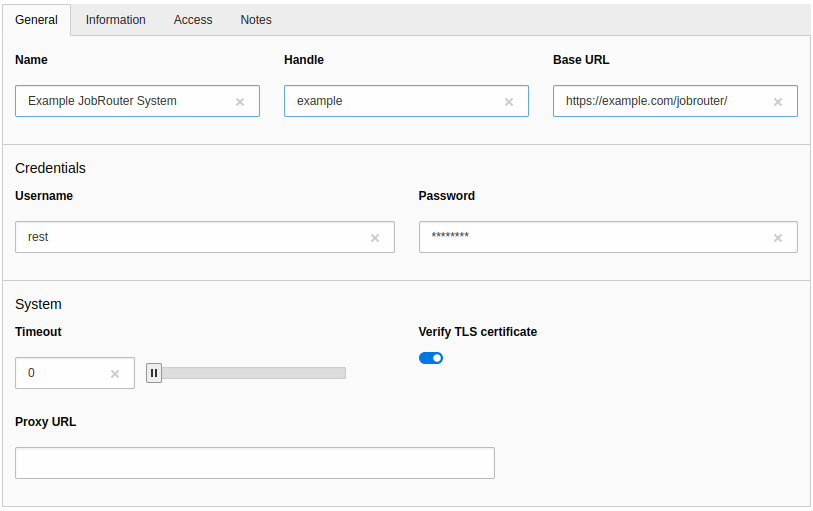 General Information Access Notes
Name Handle Base URL
Example JobRouter System example https://example.com/jobrouter/
Credentials
Username Password
rest ********
System
Timeout Verify TLS certificate
0
Proxy URL